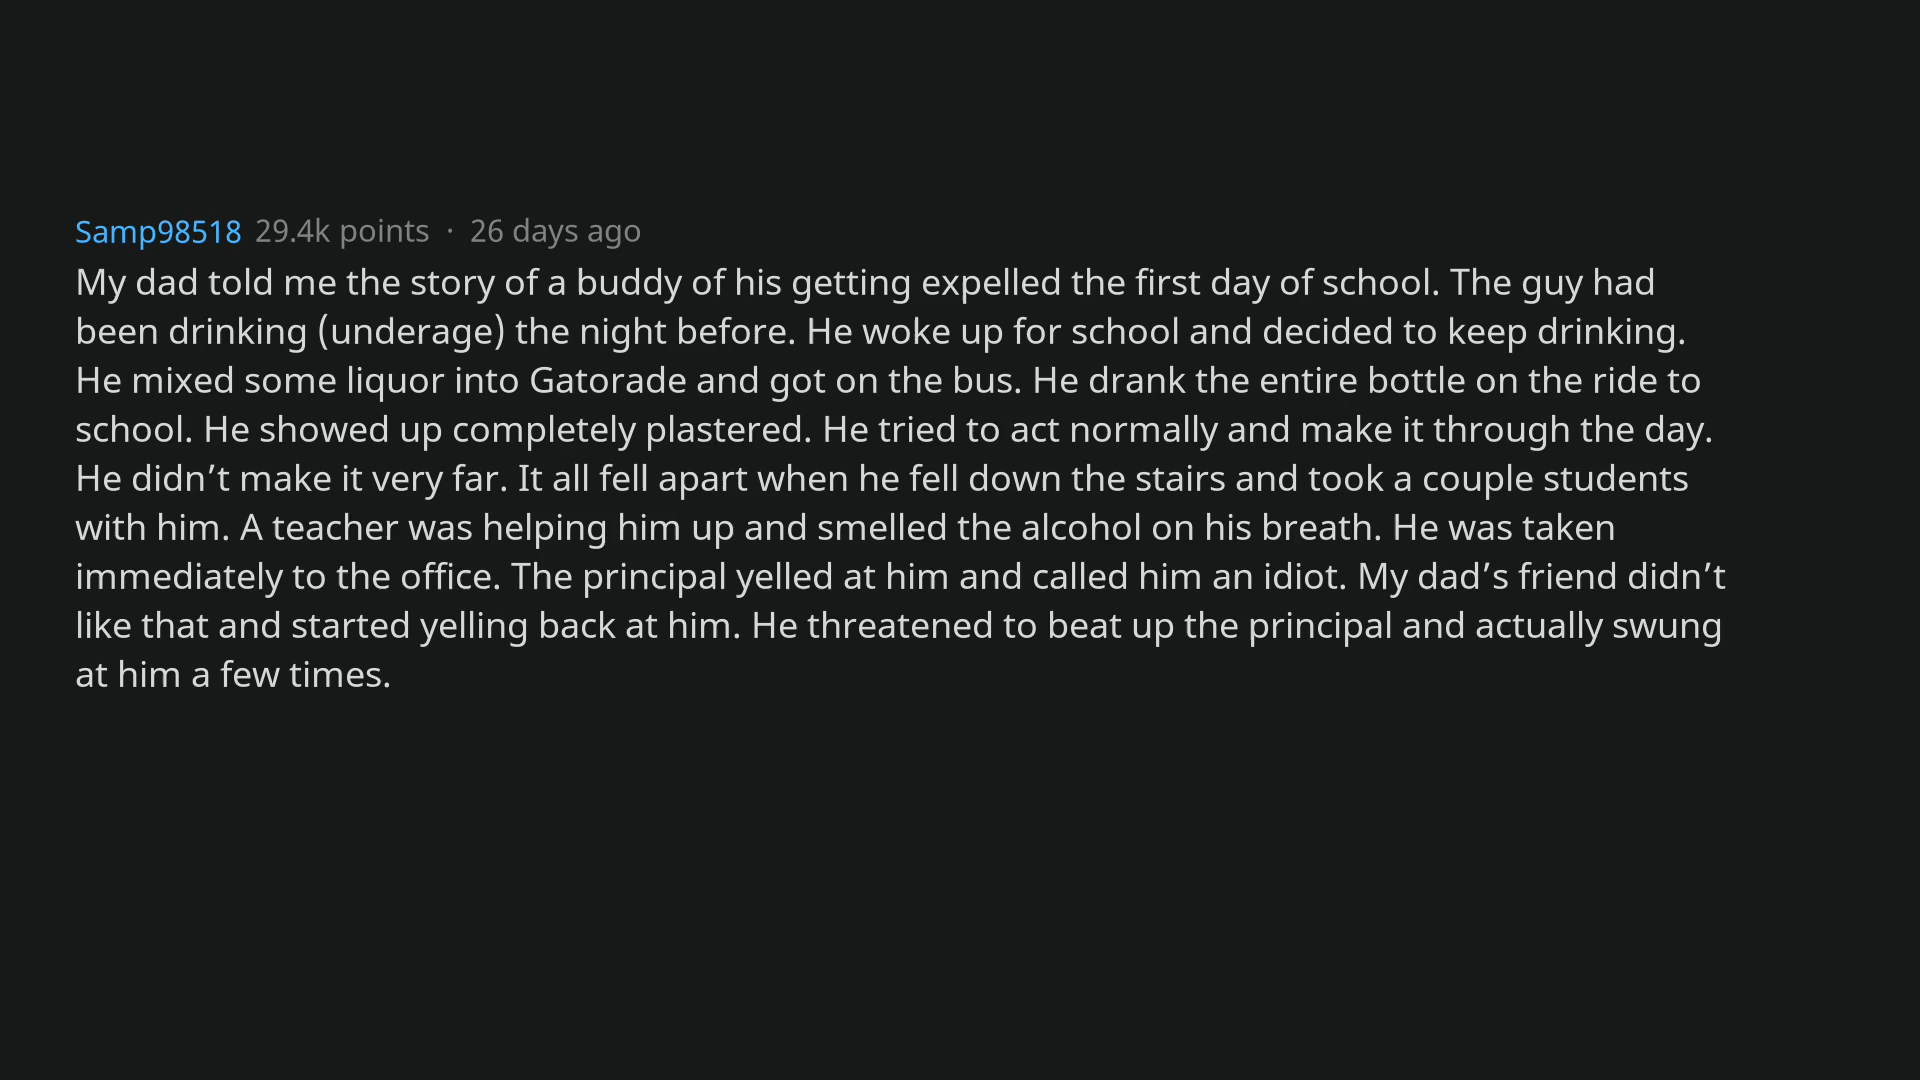 Samp98518 29.4k points · 26 days ago
My dad told me the story of a buddy of his getting expelled the first day of school. The guy had
been drinking (underage) the night before. He woke up for school and decided to keep drinking.
He mixed some liquor into Gatorade and got on the bus. He drank the entire bottle on the ride to
school. He showed up completely plastered. He tried to act normally and make it through the day.
He didn’t make it very far. It all fell apart when he fell down the stairs and took a couple students
with him. A teacher was helping him up and smelled the alcohol on his breath. He was taken
immediately to the office. The principal yelled at him and called him an idiot. My dad’s friend didn’t
like that and started yelling back at him. He threatened to beat up the principal and actually swung
at him a few times.